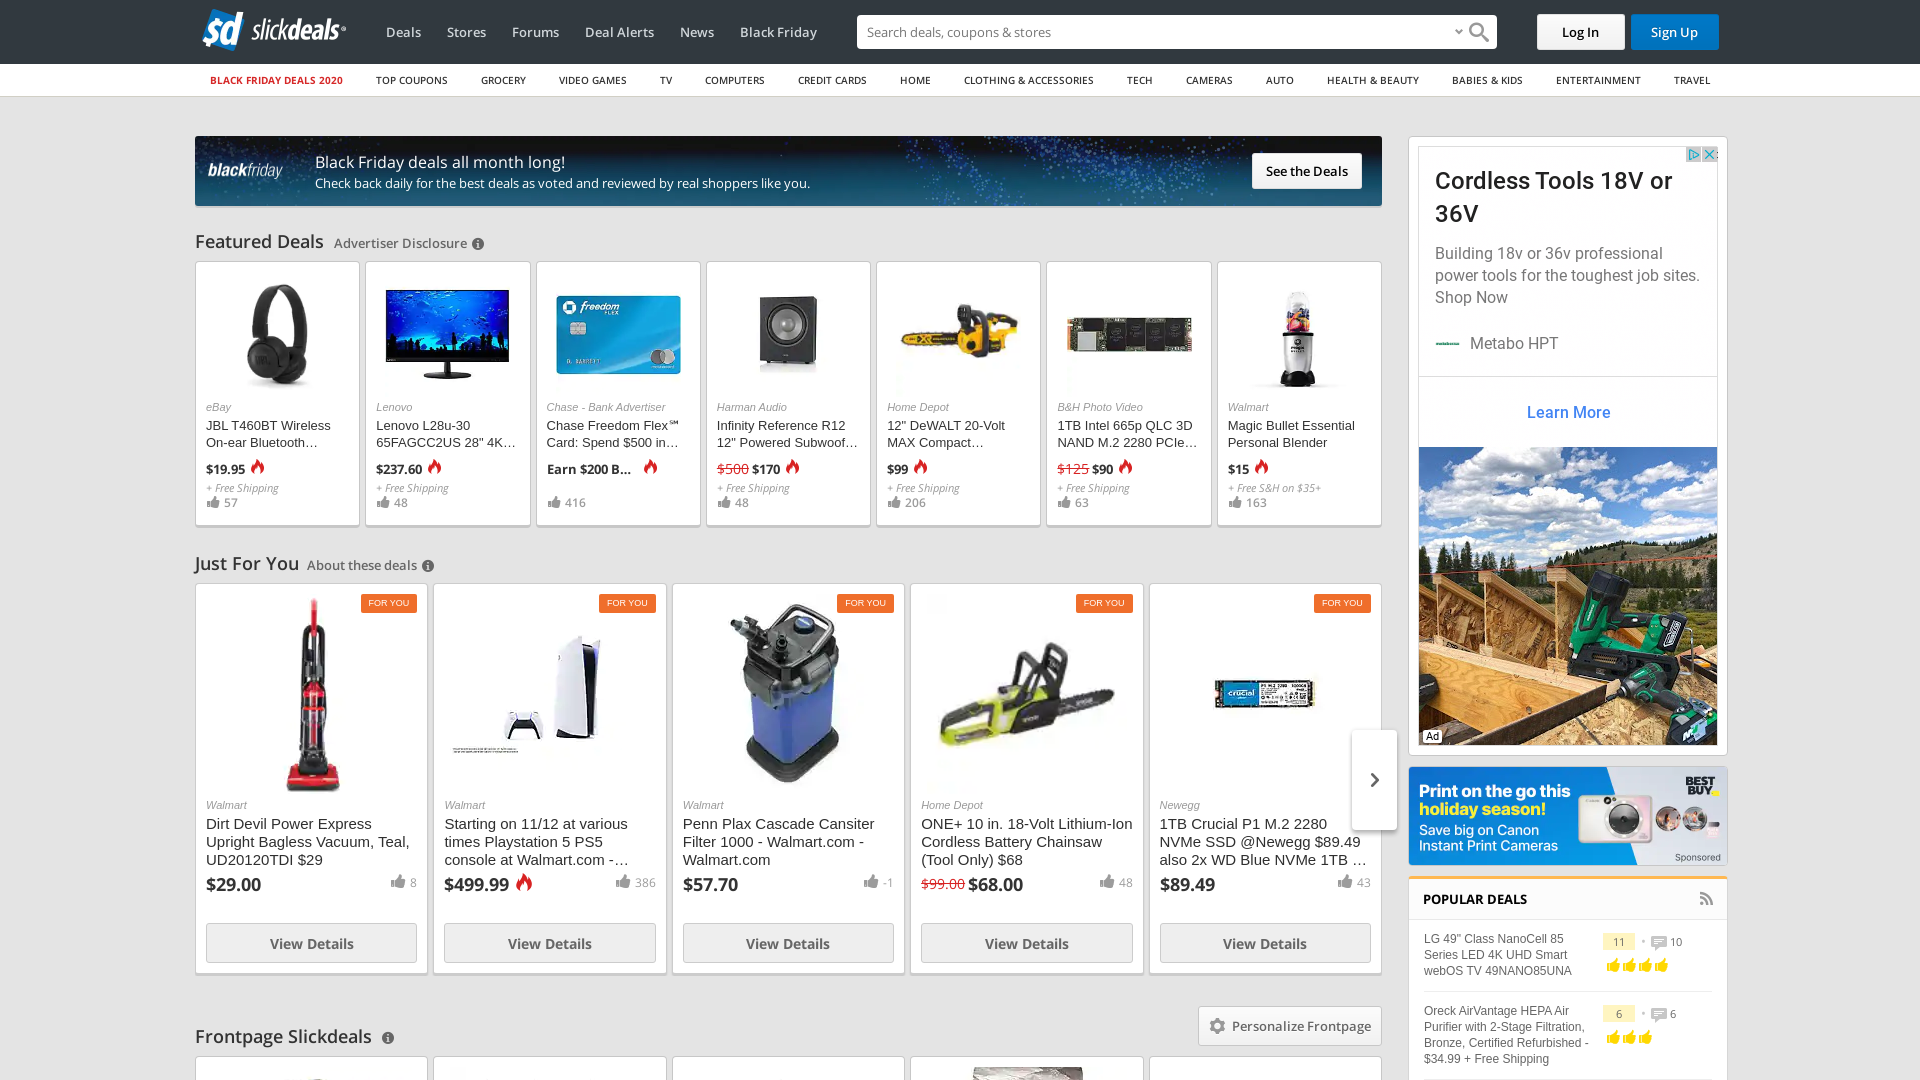 slickdeals
Deals Stores Forums Deal Alerts News Black Friday
Search deals, coupons & shopping
Log In
Sign Up
BLACK FRIDAY DEALS 2020 TOP COUPONS GROCERY VIDEO GAMES TV COMPUTERS CREDIT CARDS HOME CLOTHING & ACCESSORIES TECH CAMERAS AUTO HEALTH & BEAUTY BABIES & KIDS ENTERTAINMENT TRAVEL
blackfriday
Black Friday deals all month long!
Check back daily for the best deals as voted and reviewed by real shoppers like you.
See the Deals
Featured Deals Advertiser Disclosure
eBay
JBL T460BT Wireless
On-ear Bluetooth…
$19.95
+ Free Shipping
57
Lenovo
Lenovo L28u-30
65FAGCC2US 28" 4K…
$237.60
+ Free Shipping
48
freedom
FLEX
Chase - Bank Advertiser
Chase Freedom Flex℠
Card: Spend $500 in…
Earn $200 B...
416
Harman Audio
Infinity Reference R12
12" Powered Subwoof…
$500 $170
+ Free Shipping
48
Home Depot
12" DeWALT 20-Volt
MAX Compact…
$99
+ Free Shipping
206
B&H Photo Video
1TB Intel 665p QLC 3D
NAND M.2 2280 PCIe…
$125 $90
+ Free Shipping
63
Walmart
Magic Bullet Essential
Personal Blender
$15
+ Free S&H on $35+
163
Just For You About these deals
FOR YOU
Walmart
Dirt Devil Power Express
Upright Bagless Vacuum, Teal,
UD20120TDI $29
$29.00
8
View Details
FOR YOU
Walmart
Starting on 11/12 at various
times Playstation 5 PS5
console at Walmart.com -…
$499.99
386
View Details
FOR YOU
Walmart
Penn Plax Cascade Cansiter
Filter 1000 - Walmart.com -
Walmart.com
$57.70
-1
View Details
FOR YOU
Home Depot
ONE+ 10 in. 18-Volt Lithium-Ion
Cordless Battery Chainsaw
(Tool Only) $68
$99.00 $68.00
48
View Details
FOR YOU
crucial
Newegg
1TB Crucial P1 M.2 2280
NVMe SSD @Newegg $89.49
also 2x WD Blue NVMe 1TB …
$89.49
43
View Details
Frontpage Slickdeals
Personalize Frontpage
Cordless Tools 18V or
36V
Building 18v or 36v professional
power tools for the toughest job sites.
Shop Now
Metabo HPT
Learn More
Ad
Print on the go this
holiday season!
Save big on Canon
Instant Print Cameras
BEST
BUY
Sponsored
POPULAR DEALS
LG 49" Class NanoCell 85
Series LED 4K UHD Smart
webOS TV 49NANO85UNA
11 • 10
Oreck AirVantage HEPA Air
Purifier with 2-Stage Filtration,
Bronze, Certified Refurbished -
$34.99 + Free Shipping
6 • 6